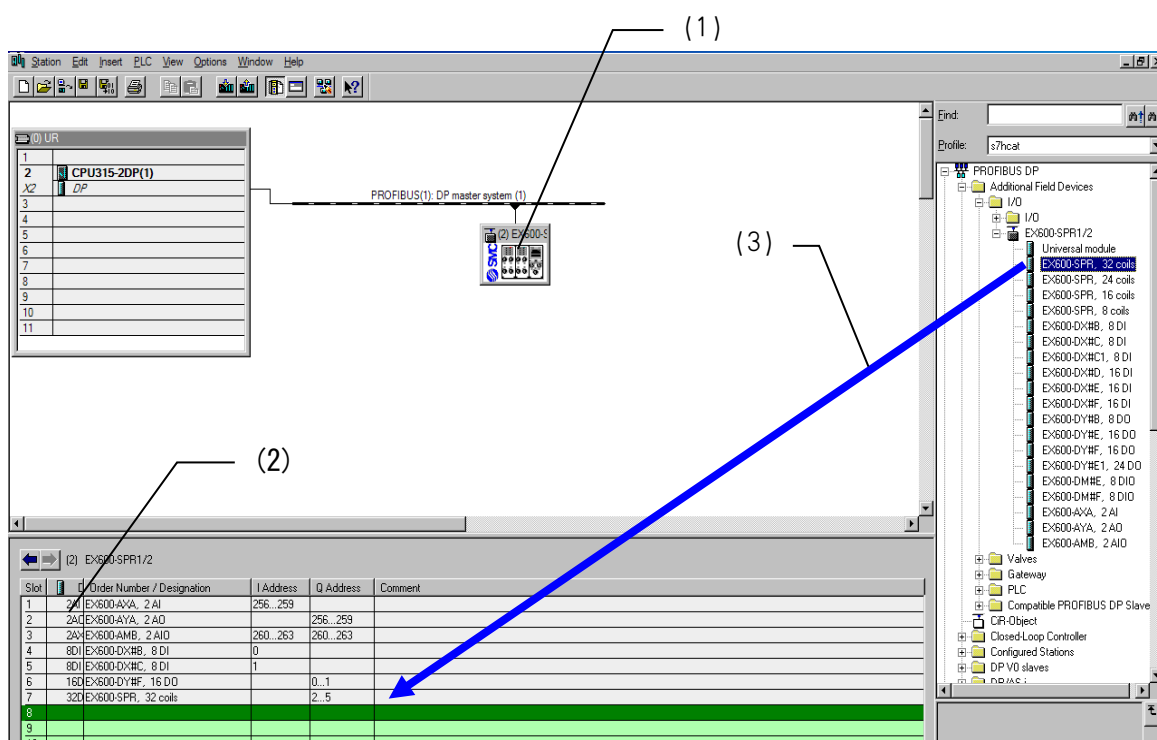 (1)
Station Edit Insert PLC View Options Window Help
(0) UR
1
2 CPU315-2DP(1)
X2 DP
3
4
5
6
7
8
9
10
11
PROFIBUS(1): DP master system (1)
(2) EX600-S
SMC
(3)
(2)
Find:
Profile: s7hcat
PROFIBUS DP
Additional Field Devices
I/O
I/O
EX600-SPR1/2
Universal module
EX600-SPR, 32 coils
EX600-SPR, 24 coils
EX600-SPR, 16 coils
EX600-SPR, 8 coils
EX600-DX#B, 8 DI
EX600-DX#C, 8 DI
EX600-DX#C1, 8 DI
EX600-DX#D, 16 DI
EX600-DX#E, 16 DI
EX600-DX#F, 16 DI
EX600-DY#B, 8 DO
EX600-DY#E, 16 DO
EX600-DY#F, 16 DO
EX600-DY#E1, 24 DO
EX600-DM#E, 8 DIO
EX600-DM#F, 8 DIO
EX600-AXA, 2 AI
EX600-AYA, 2 AO
EX600-AMB, 2 AIO
Valves
Gateway
PLC
Compatible PROFIBUS DP Slave
CiR-Object
Closed-Loop Controller
Configured Stations
DP V0 slaves
DP/AS-i
(2) EX600-SPR1/2
Slot D Order Number / Designation I Address Q Address Comment
1 2AI EX600-AXA, 2 AI 256...259
2 2AO EX600-AYA, 2 AO 256...259
3 2AX EX600-AMB, 2 AIO 260...263 260...263
4 8DI EX600-DX#B, 8 DI 0
5 8DI EX600-DX#C, 8 DI 1
6 16D EX600-DY#F, 16 DO 0...1
7 32D EX600-SPR, 32 coils 2...5
8
9